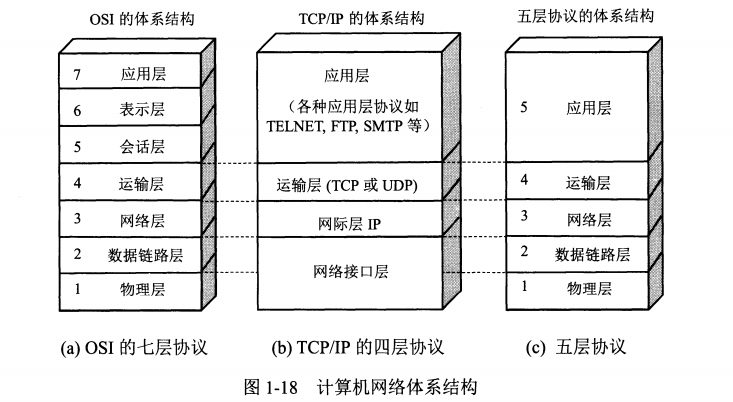 OSI 的体系结构
TCP/IP 的体系结构
五层协议的体系结构
7 应用层
6 表示层
5 会话层
4 运输层
3 网络层
2 数据链路层
1 物理层
应用层
(各种应用层协议如
TELNET, FTP, SMTP 等)
运输层 (TCP 或 UDP)
网际层 IP
网络接口层
5 应用层
4 运输层
3 网络层
2 数据链路层
1 物理层
(a) OSI 的七层协议
(b) TCP/IP 的四层协议
(c) 五层协议
图 1-18 计算机网络体系结构